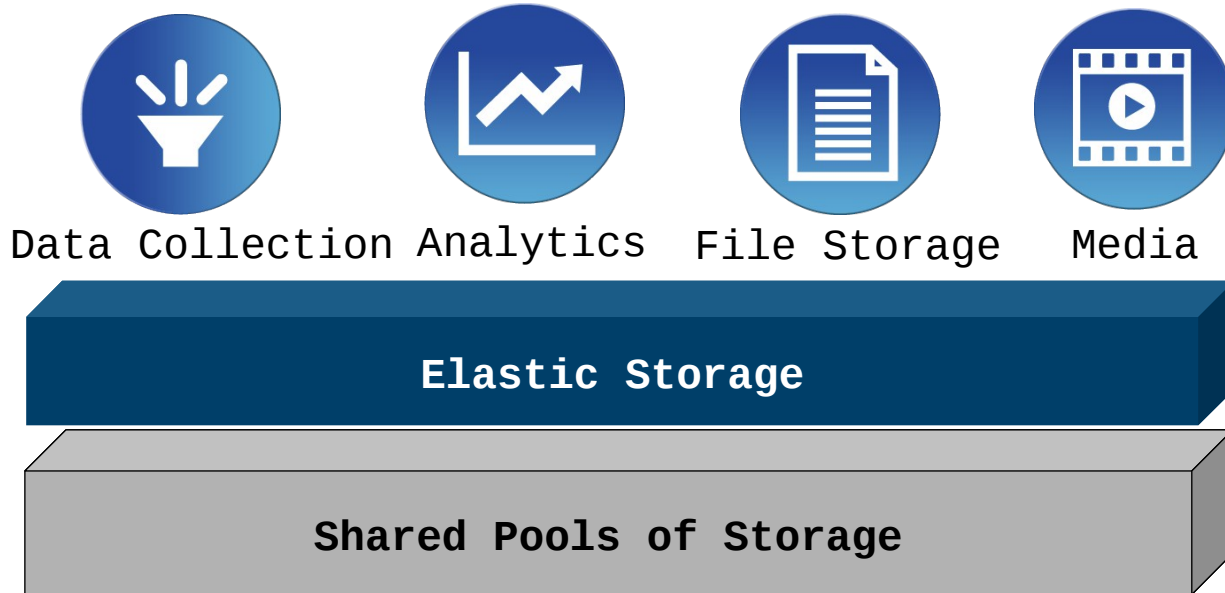 Data Collection Analytics File Storage Media
Elastic Storage
Shared Pools of Storage